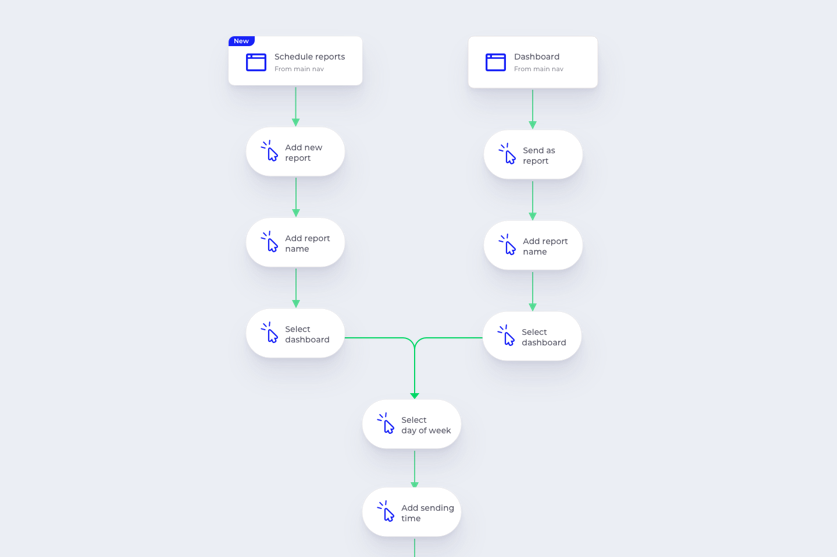 New
Schedule reports
From main nav
Dashboard
From main nav
Add new
report
Send as
report
Add report
name
Add report
name
Select
dashboard
Select
dashboard
Select
day of week
Add sending
time